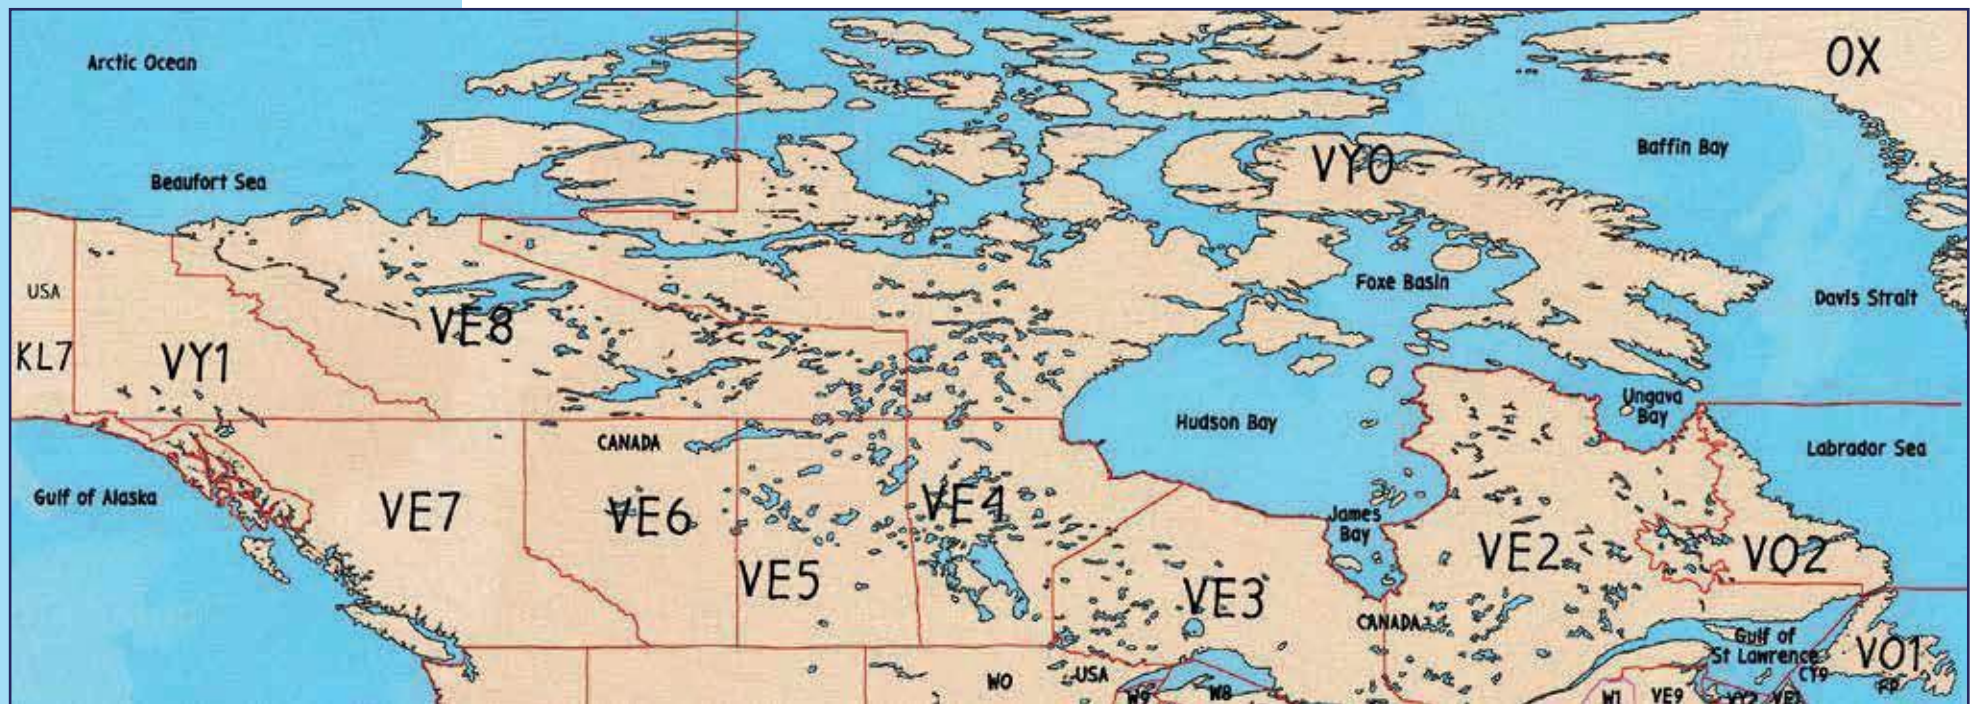 Arctic Ocean
OX
VY0
Baffin Bay
Beaufort Sea
USA
Foxe Basin
Davis Strait
VE8
KL7
VY1
Ungava
Bay
Hudson Bay
CANADA
Labrador Sea
Gulf of Alaska
VE7
VE6
VE4
James
Bay
VE2
VO2
VE5
VE3
CANADA
Gulf of
St Lawrence
VO1
USA
CY9
W0
FP
W9
W8
W1
VE9
VY2
VE1